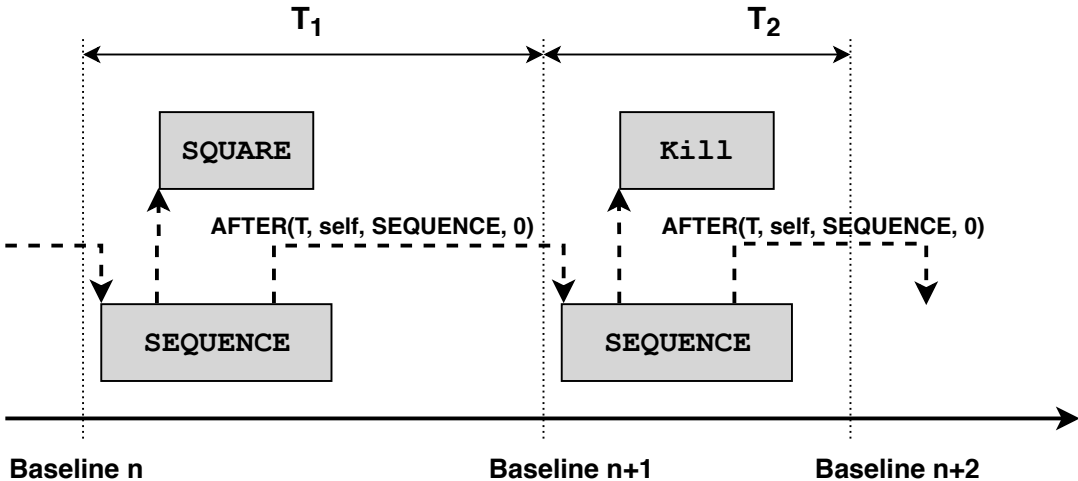 T₁
T₂
SQUARE
Kill
AFTER(T, self, SEQUENCE, 0)
AFTER(T, self, SEQUENCE, 0)
SEQUENCE
SEQUENCE
Baseline n
Baseline n+1
Baseline n+2